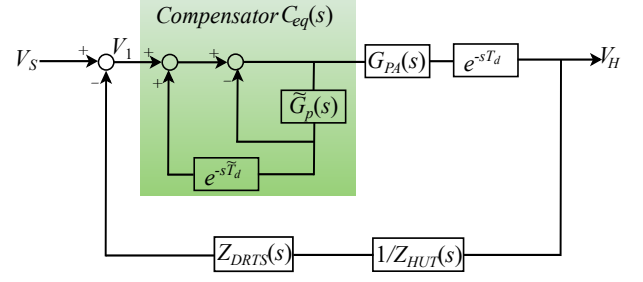 Compensator C_eq(s)
V_S + − V_1 + + + − G_PA(s) e^{-sT_d} V_H
G̃_p(s)
e^{-sT̃_d}
Z_DRTS(s) 1/Z_HUT(s)